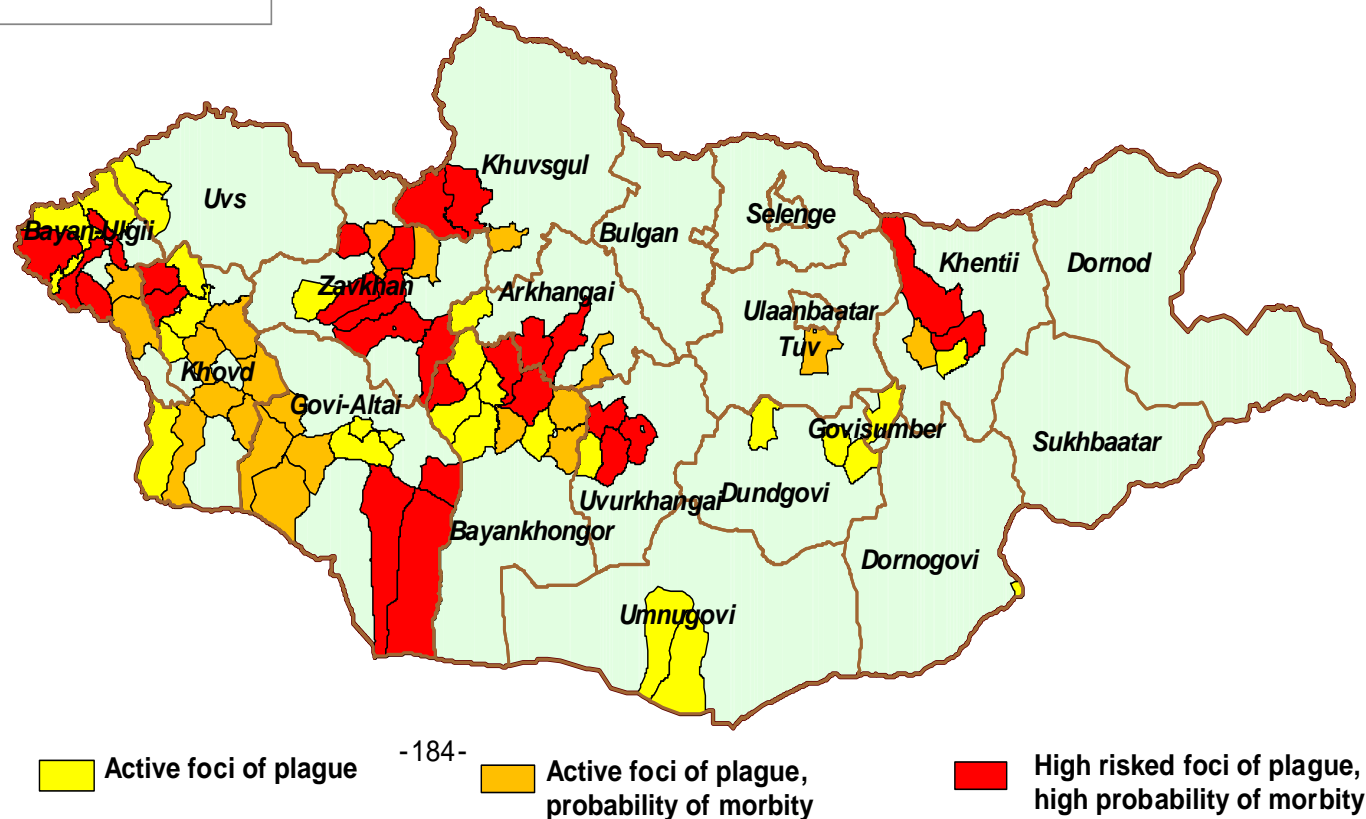 Khuvsgul
Uvs
Selenge
Bayan-Ulgii
Bulgan
Khentii
Dornod
Zavkhan
Arkhangai
Ulaanbaatar
Tuv
Khovd
Govi-Altai
Govisumber
Sukhbaatar
Uvurkhangai
Dundgovi
Bayankhongor
Dornogovi
Umnugovi
-184-
Active foci of plague
Active foci of plague,
probability of morbity
High risked foci of plague,
high probability of morbity